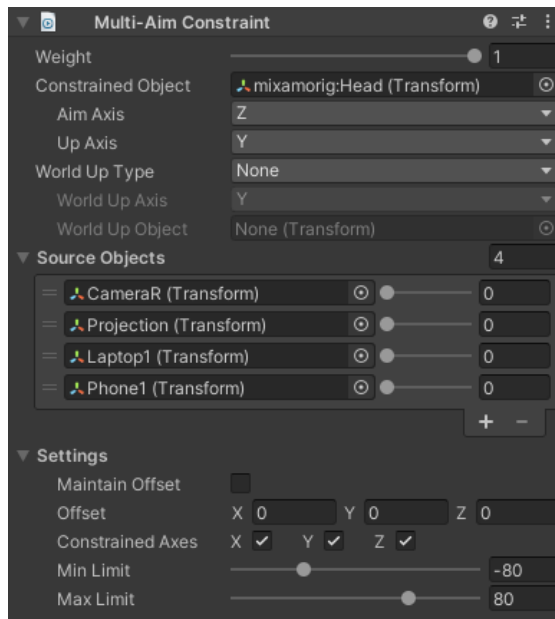 Multi-Aim Constraint
Weight 1
Constrained Object mixamorig:Head (Transform)
Aim Axis Z
Up Axis Y
World Up Type None
World Up Axis Y
World Up Object None (Transform)
Source Objects 4
CameraR (Transform) 0
Projection (Transform) 0
Laptop1 (Transform) 0
Phone1 (Transform) 0
+ −
Settings
Maintain Offset
Offset X 0 Y 0 Z 0
Constrained Axes X Y Z
Min Limit -80
Max Limit 80